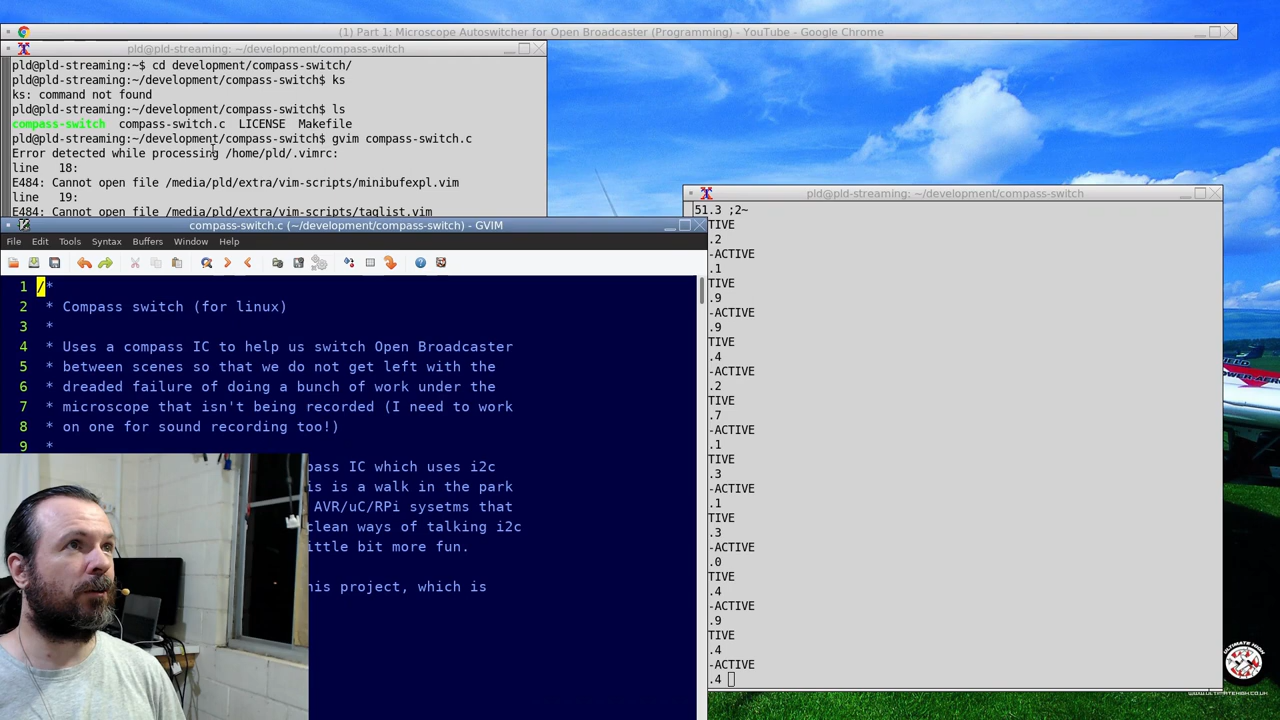 (1) Part 1: Microscope Autoswitcher for Open Broadcaster (Programming) - YouTube - Google Chrome
pld@pld-streaming: ~/development/compass-switch
pld@pld-streaming:~$ cd development/compass-switch/
pld@pld-streaming:~/development/compass-switch$ ks
ks: command not found
pld@pld-streaming:~/development/compass-switch$ ls
compass-switch compass-switch.c LICENSE Makefile
pld@pld-streaming:~/development/compass-switch$ gvim compass-switch.c
Error detected while processing /home/pld/.vimrc:
line 18:
E484: Cannot open file /media/pld/extra/vim-scripts/minibufexpl.vim
line 19:
E484: Cannot open file /media/pld/extra/vim-scripts/taglist.vim
compass-switch.c (~/development/compass-switch) - GVIM
File Edit Tools Syntax Buffers Window Help
1 /*
2 * Compass switch (for linux)
3 *
4 * Uses a compass IC to help us switch Open Broadcaster
5 * between scenes so that we do not get left with the
6 * dreaded failure of doing a bunch of work under the
7 * microscope that isn't being recorded (I need to work
8 * on one for sound recording too!)
9 *
pass IC which uses i2c
is is a walk in the park
AVR/uC/RPi sysetms that
clean ways of talking i2c
ittle bit more fun.
his project, which is
pld@pld-streaming: ~/development/compass-switch
51.3 ;2~
TIVE
.2
-ACTIVE
.1
TIVE
.9
-ACTIVE
.9
TIVE
.4
-ACTIVE
.2
TIVE
.7
-ACTIVE
.1
TIVE
.3
-ACTIVE
.1
TIVE
.3
-ACTIVE
.0
TIVE
.4
-ACTIVE
.9
TIVE
.4
-ACTIVE
.4
ULTIMATE HIGH
WWW.ULTIMATEHIGH.CO.UK